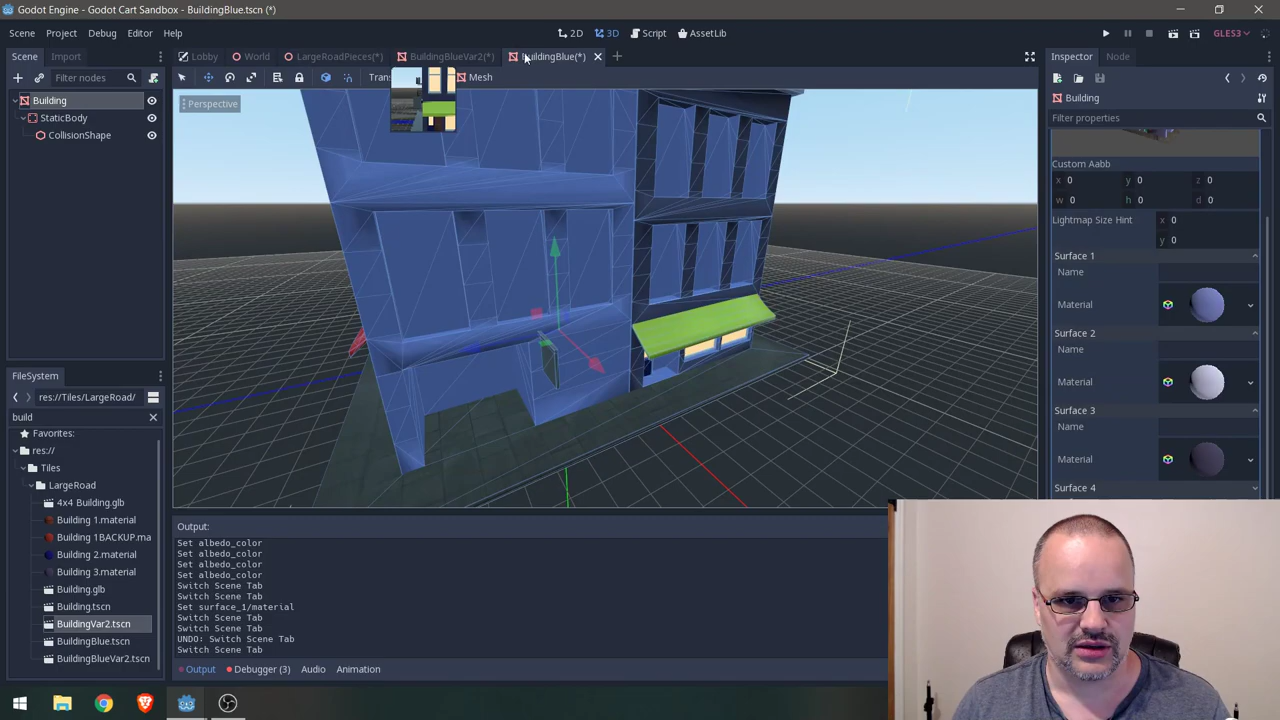 Godot Engine - Godot Cart Sandbox - BuildingBlue.tscn (*)
Scene Project Debug Editor Help
2D 3D Script AssetLib
GLES3
Scene Import
Lobby World LargeRoadPieces(*) BuildingBlueVar2(*) BuildingBlue(*)
Inspector Node
Filter nodes
Trans
Mesh
Building
StaticBody
CollisionShape
Perspective
Building
Filter properties
Custom Aabb
x 0 y 0 z 0
w 0 h 0 d 0
Lightmap Size Hint x 0
y 0
Surface 1
Name
Material
Surface 2
Name
Material
Surface 3
Name
Material
Surface 4
FileSystem
res://Tiles/LargeRoad/
build
Favorites:
res://
Tiles
LargeRoad
4x4 Building.glb
Building 1.material
Building 1BACKUP.ma
Building 2.material
Building 3.material
Building.glb
Building.tscn
BuildingVar2.tscn
BuildingBlue.tscn
BuildingBlueVar2.tscn
Output:
Set albedo_color
Set albedo_color
Set albedo_color
Set albedo_color
Switch Scene Tab
Switch Scene Tab
Set surface_1/material
Switch Scene Tab
Switch Scene Tab
UNDO: Switch Scene Tab
Switch Scene Tab
Output Debugger (3) Audio Animation